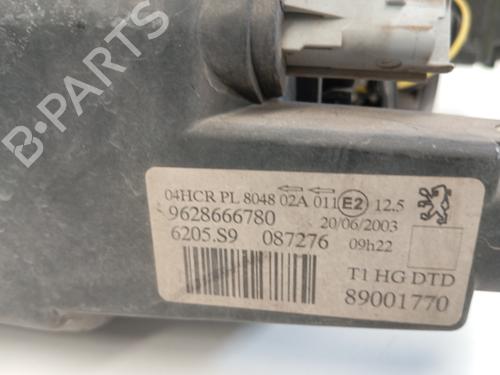 B-PARTS
04HCR PL 8048 02A 011 E2 12.5
9628666780 20/06/2003
6205.S9 087276 09h22
T1 HG DTD
89001770